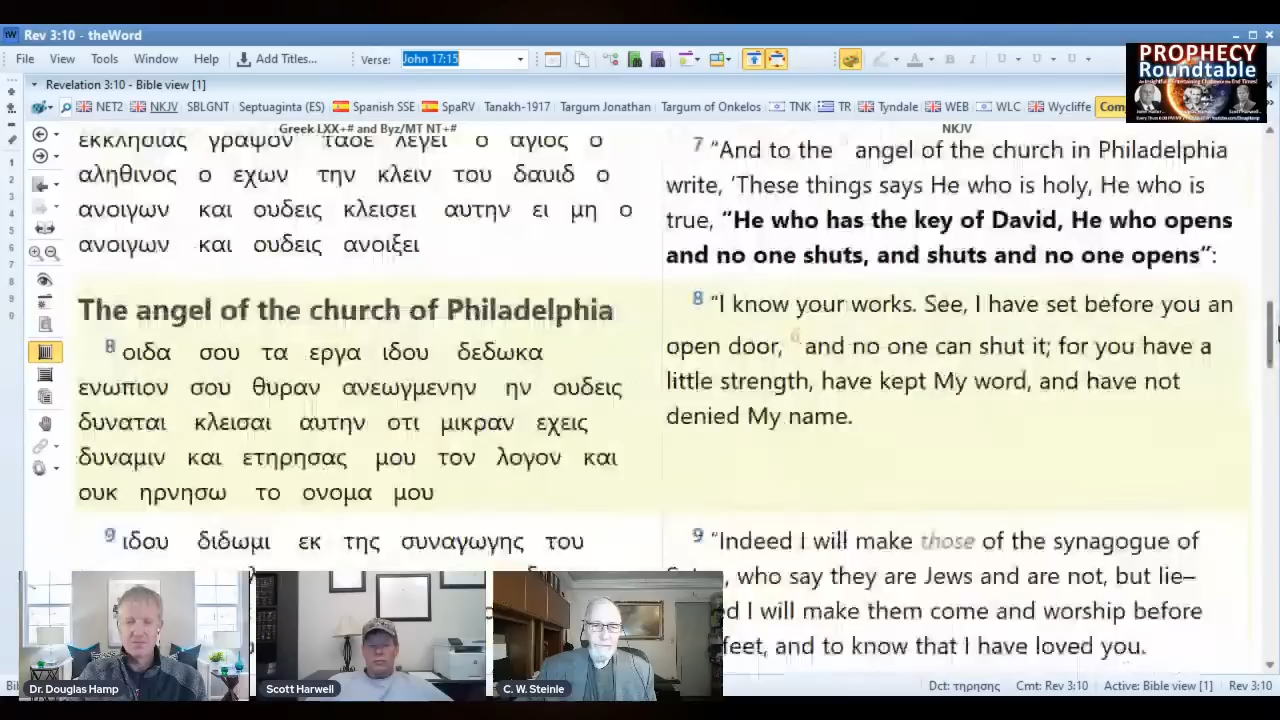 Rev 3:10 - theWord
File View Tools Window Help Add Titles... Verse: John 17:15
PROPHECY
Roundtable
Revelation 3:10 - Bible view [1]
NET2 NKJV SBLGNT Septuaginta (ES) Spanish SSE SparV Tanakh-1917 Targum Jonathan Targum of Onkelos TNK TR Tyndale WEB WLC Wycliffe
Greek LXX+# and Byz/MT NT+#
εκκλησιας γραψον ταδε λεγει ο αγιος ο
αληθινος ο εχων την κλειν του δαυιδ ο
ανοιγων και ουδεις κλεισει αυτην ει μη ο
ανοιγων και ουδεις ανοιξει
The angel of the church of Philadelphia
8 οιδα σου τα εργα ιδου δεδωκα
ενωπιον σου θυραν ανεωγμενην ην ουδεις
δυναται κλεισαι αυτην οτι μικραν εχεις
δυναμιν και ετηρησας μου τον λογον και
ουκ ηρνησω το ονομα μου
9 ιδου διδωμι εκ της συναγωγης του
NKJV
7 “And to the angel of the church in Philadelphia
write, ‘These things says He who is holy, He who is
true, “He who has the key of David, He who opens
and no one shuts, and shuts and no one opens”:
8 “I know your works. See, I have set before you an
open door, 6 and no one can shut it; for you have a
little strength, have kept My word, and have not
denied My name.
9 “Indeed I will make those of the synagogue of
, who say they are Jews and are not, but lie–
I will make them come and worship before
feet, and to know that I have loved you.
Dr. Douglas Hamp
Scott Harwell
C. W. Steinle
Dct: τηρησης Cmt: Rev 3:10 Active: Bible view [1] Rev 3:10